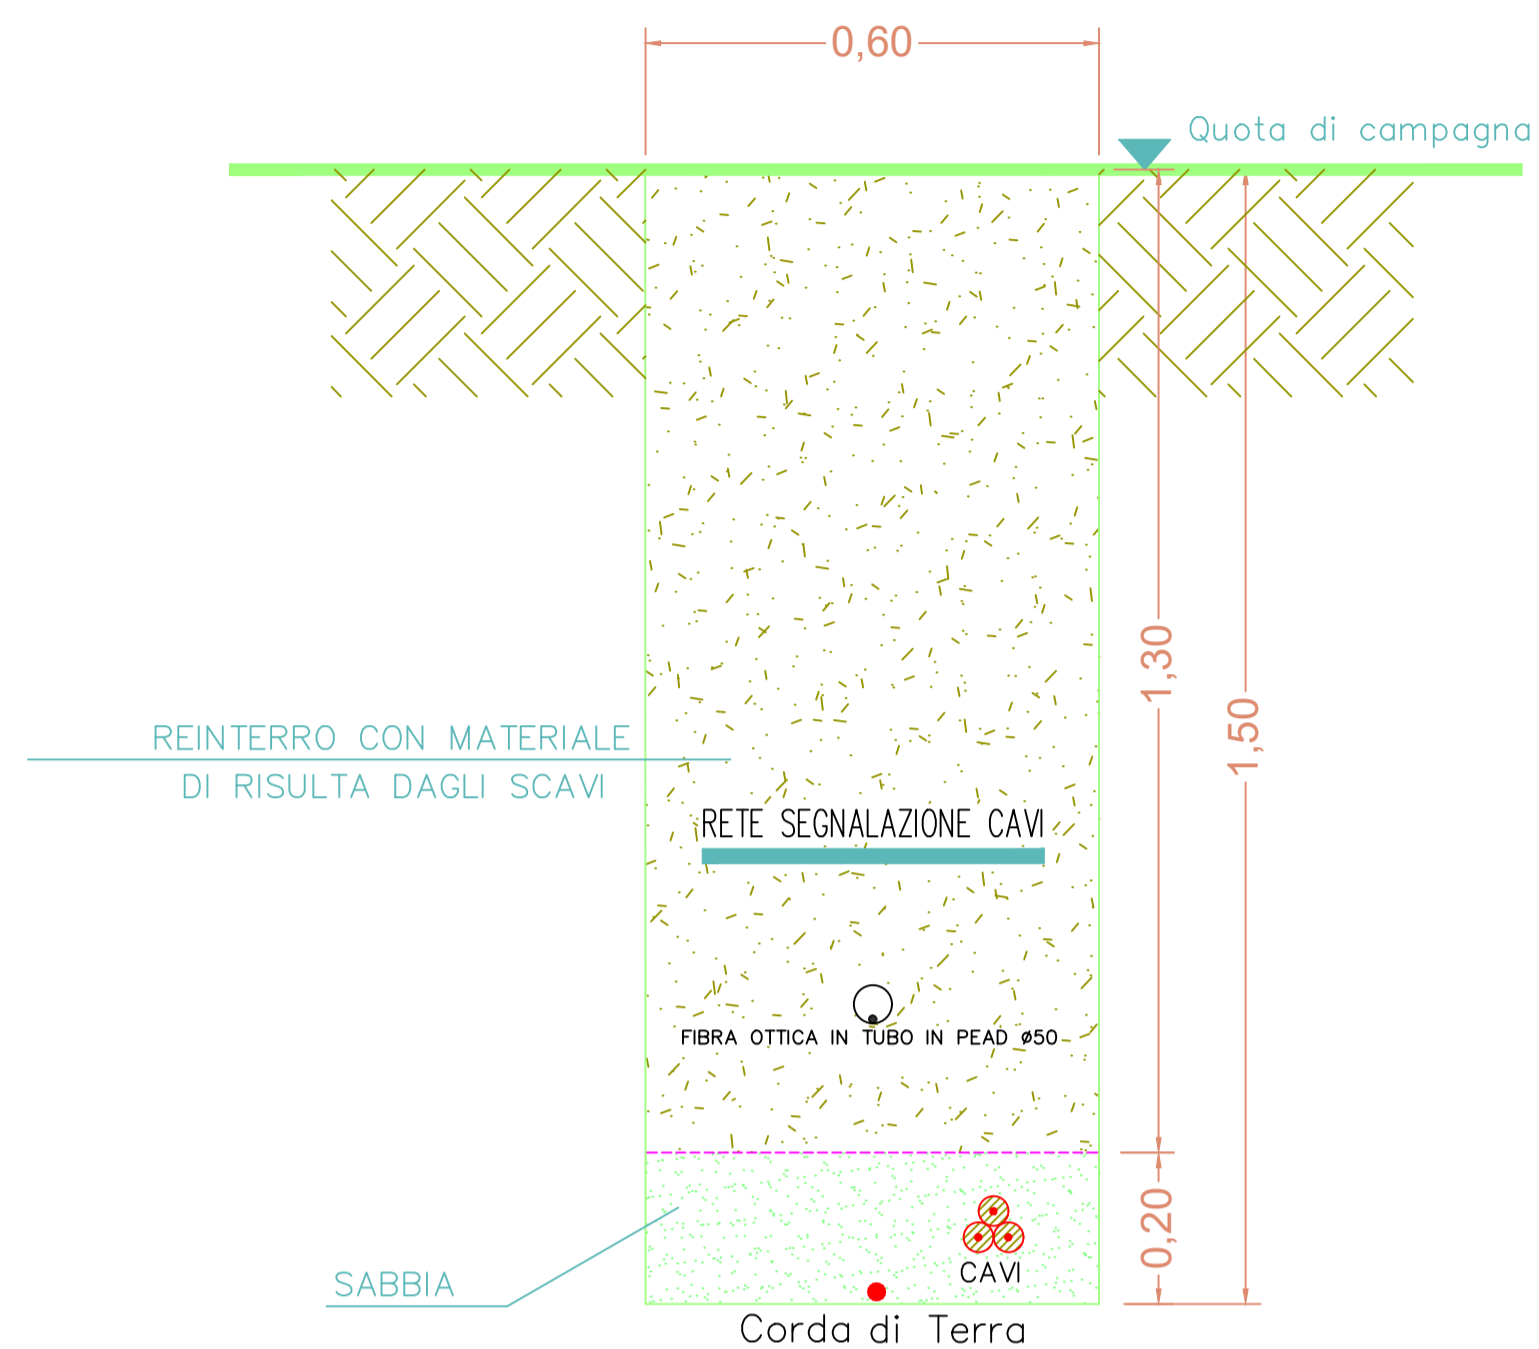 0,60
Quota di campagna
1,30
1,50
REINTERRO CON MATERIALE
DI RISULTA DAGLI SCAVI
RETE SEGNALAZIONE CAVI
FIBRA OTTICA IN TUBO IN PEAD ø50
0,20
SABBIA
CAVI
Corda di Terra